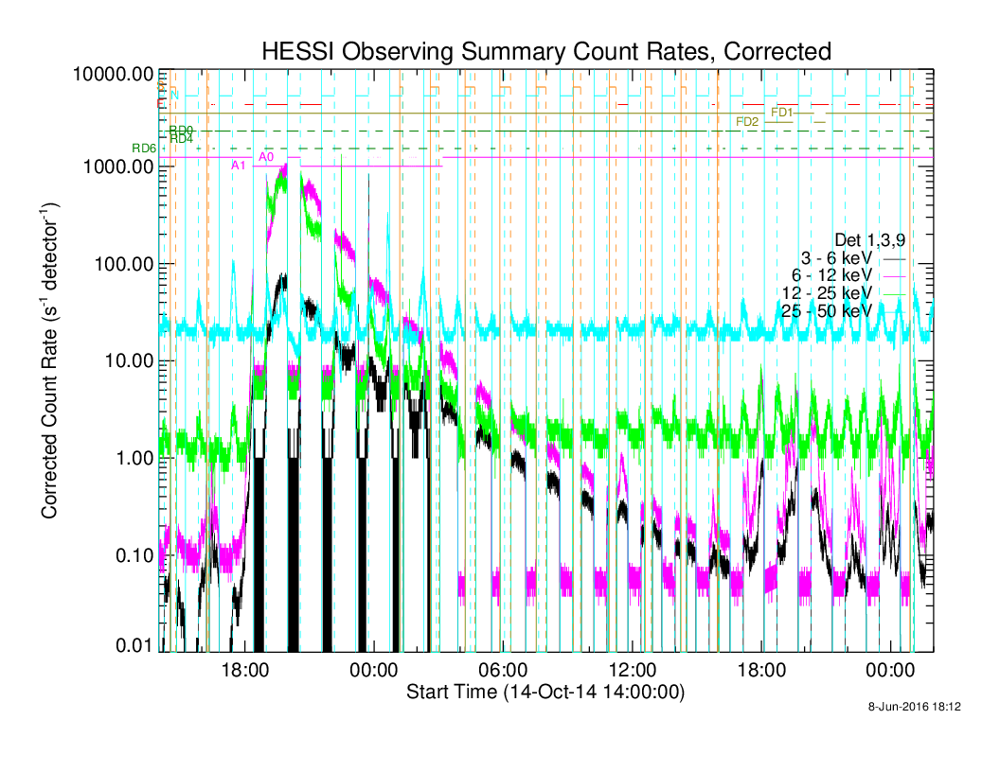 HESSI Observing Summary Count Rates, Corrected
10000.00
1000.00
100.00
10.00
1.00
0.10
0.01
Corrected Count Rate (s⁻¹ detector⁻¹)
S
N
F
FD1
FD2
RD0
RD4
RD6
A0
A1
Det 1,3,9
3 - 6 keV
6 - 12 keV
12 - 25 keV
25 - 50 keV
18:00 00:00 06:00 12:00 18:00 00:00
Start Time (14-Oct-14 14:00:00)
8-Jun-2016 18:12